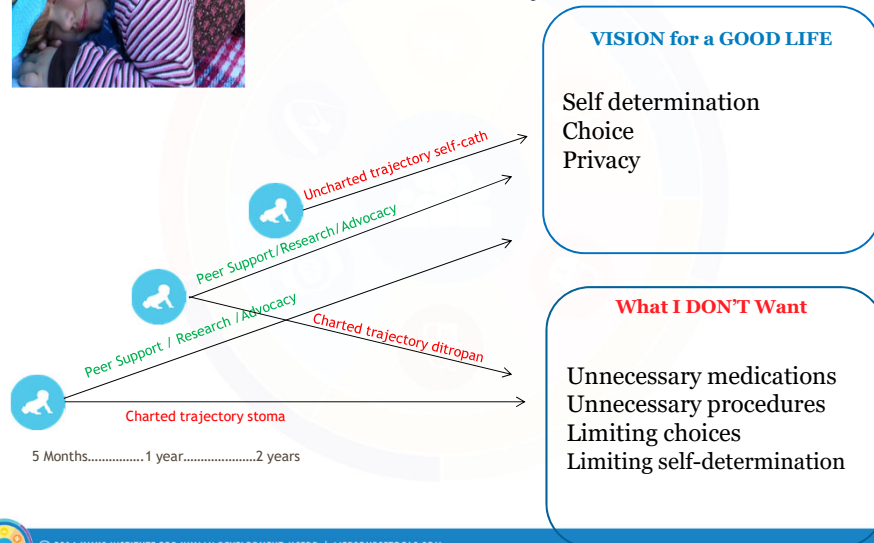 VISION for a GOOD LIFE
Self determination
Choice
Privacy
Uncharted trajectory self-cath
Peer Support/Research/Advocacy
Peer Support / Research /Advocacy
Charted trajectory ditropan
Charted trajectory stoma
5 Months................1 year.....................2 years
What I DON'T Want
Unnecessary medications
Unnecessary procedures
Limiting choices
Limiting self-determination